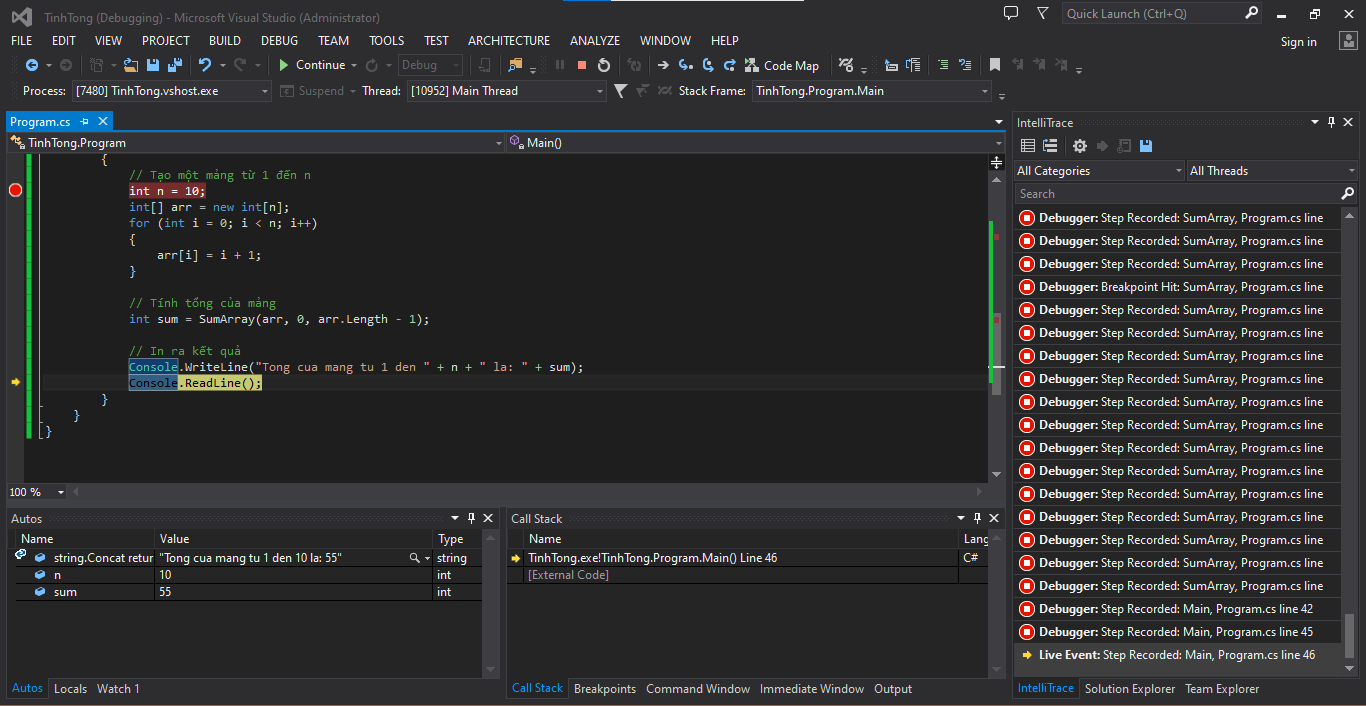 TinhTong (Debugging) - Microsoft Visual Studio (Administrator)
Quick Launch (Ctrl+Q)
FILE EDIT VIEW PROJECT BUILD DEBUG TEAM TOOLS TEST ARCHITECTURE ANALYZE WINDOW HELP
Sign in
Continue Debug Code Map
Process: [7480] TinhTong.vshost.exe Suspend Thread: [10952] Main Thread Stack Frame: TinhTong.Program.Main
Program.cs
TinhTong.Program Main()
{
// Tạo một mảng từ 1 đến n
int n = 10;
int[] arr = new int[n];
for (int i = 0; i < n; i++)
{
arr[i] = i + 1;
}
// Tính tổng của mảng
int sum = SumArray(arr, 0, arr.Length - 1);
// In ra kết quả
Console.WriteLine("Tong cua mang tu 1 den " + n + " la: " + sum);
Console.ReadLine();
}
}
}
100 %
Autos
Name Value Type
string.Concat retur "Tong cua mang tu 1 den 10 la: 55" string
n 10 int
sum 55 int
Autos Locals Watch 1
Call Stack
Name Lang
TinhTong.exe!TinhTong.Program.Main() Line 46 C#
[External Code]
Call Stack Breakpoints Command Window Immediate Window Output
IntelliTrace
All Categories All Threads
Search
Debugger: Step Recorded: SumArray, Program.cs line
Debugger: Step Recorded: SumArray, Program.cs line
Debugger: Step Recorded: SumArray, Program.cs line
Debugger: Breakpoint Hit: SumArray, Program.cs line
Debugger: Step Recorded: SumArray, Program.cs line
Debugger: Step Recorded: SumArray, Program.cs line
Debugger: Step Recorded: SumArray, Program.cs line
Debugger: Step Recorded: SumArray, Program.cs line
Debugger: Step Recorded: SumArray, Program.cs line
Debugger: Step Recorded: SumArray, Program.cs line
Debugger: Step Recorded: SumArray, Program.cs line
Debugger: Step Recorded: SumArray, Program.cs line
Debugger: Step Recorded: SumArray, Program.cs line
Debugger: Step Recorded: SumArray, Program.cs line
Debugger: Step Recorded: SumArray, Program.cs line
Debugger: Step Recorded: SumArray, Program.cs line
Debugger: Step Recorded: SumArray, Program.cs line
Debugger: Step Recorded: Main, Program.cs line 42
Debugger: Step Recorded: Main, Program.cs line 45
Live Event: Step Recorded: Main, Program.cs line 46
IntelliTrace Solution Explorer Team Explorer